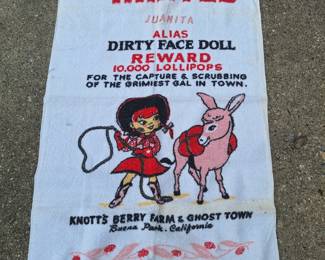 JUANITA
ALIAS
DIRTY FACE DOLL
REWARD
10,000 LOLLIPOPS
FOR THE CAPTURE & SCRUBBING
OF THE GRIMIEST GAL IN TOWN.
KNOTT'S BERRY FARM & GHOST TOWN
Buena Park, California